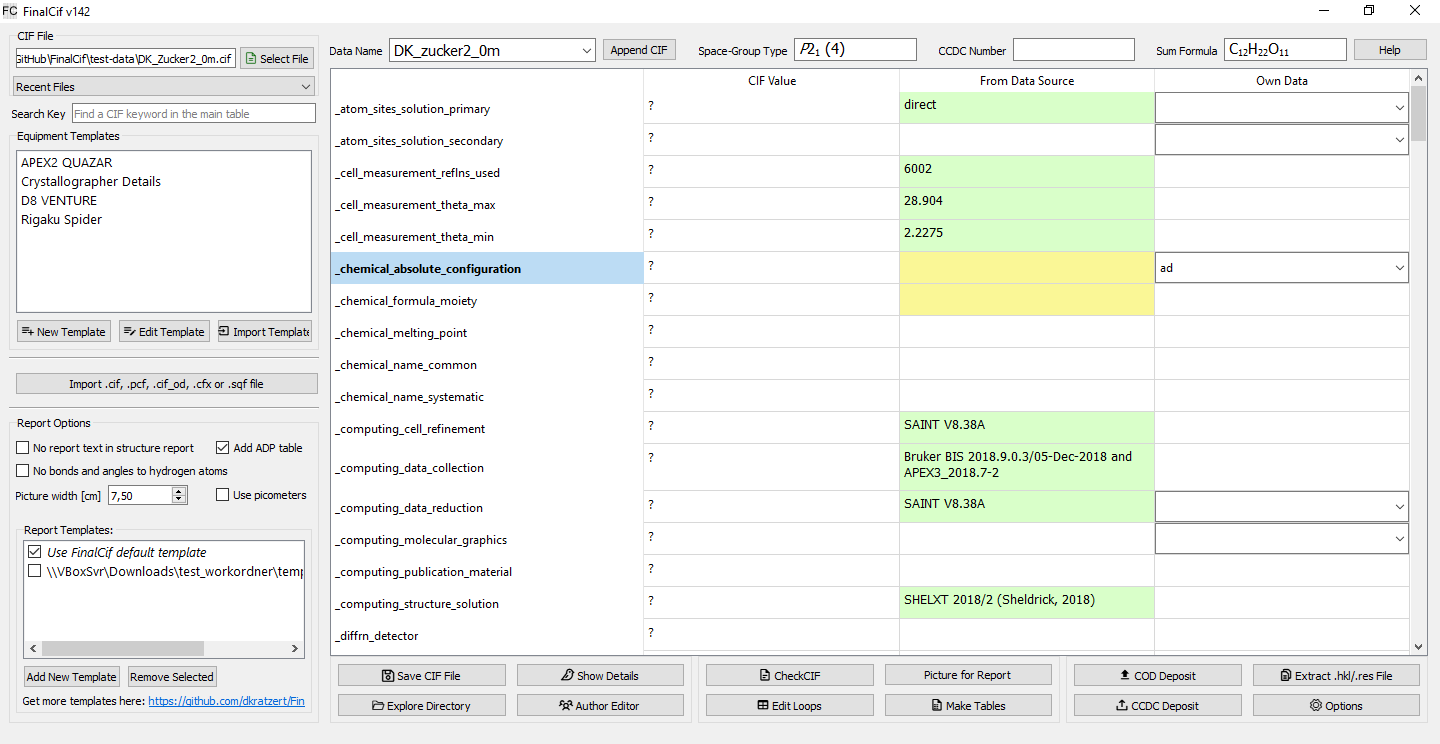 FC FinalCif v142
CIF File
GitHub\FinalCif\test-data\DK_Zucker2_0m.cif Select File
Recent Files
Search Key Find a CIF keyword in the main table
Equipment Templates
APEX2 QUAZAR
Crystallographer Details
D8 VENTURE
Rigaku Spider
New Template Edit Template Import Template
Import .cif, .pcf, .cif_od, .cfx or .sqf file
Report Options
No report text in structure report Add ADP table
No bonds and angles to hydrogen atoms
Picture width [cm] 7,50 Use picometers
Report Templates:
Use FinalCif default template
\\VBoxSvr\Downloads\test_workordner\temp
Add New Template Remove Selected
Get more templates here: https://github.com/dkratzert/Fin
Data Name DK_zucker2_0m Append CIF Space-Group Type P2₁ (4) CCDC Number Sum Formula C₁₂H₂₂O₁₁ Help
CIF Value From Data Source Own Data
_atom_sites_solution_primary ? direct
_atom_sites_solution_secondary ?
_cell_measurement_reflns_used ? 6002
_cell_measurement_theta_max ? 28.904
_cell_measurement_theta_min ? 2.2275
_chemical_absolute_configuration ? ad
_chemical_formula_moiety ?
_chemical_melting_point ?
_chemical_name_common ?
_chemical_name_systematic ?
_computing_cell_refinement ? SAINT V8.38A
_computing_data_collection ? Bruker BIS 2018.9.0.3/05-Dec-2018 and
APEX3_2018.7-2
_computing_data_reduction ? SAINT V8.38A
_computing_molecular_graphics ?
_computing_publication_material ?
_computing_structure_solution ? SHELXT 2018/2 (Sheldrick, 2018)
_diffrn_detector ?
Save CIF File Show Details CheckCIF Picture for Report COD Deposit Extract .hkl/.res File
Explore Directory Author Editor Edit Loops Make Tables CCDC Deposit Options